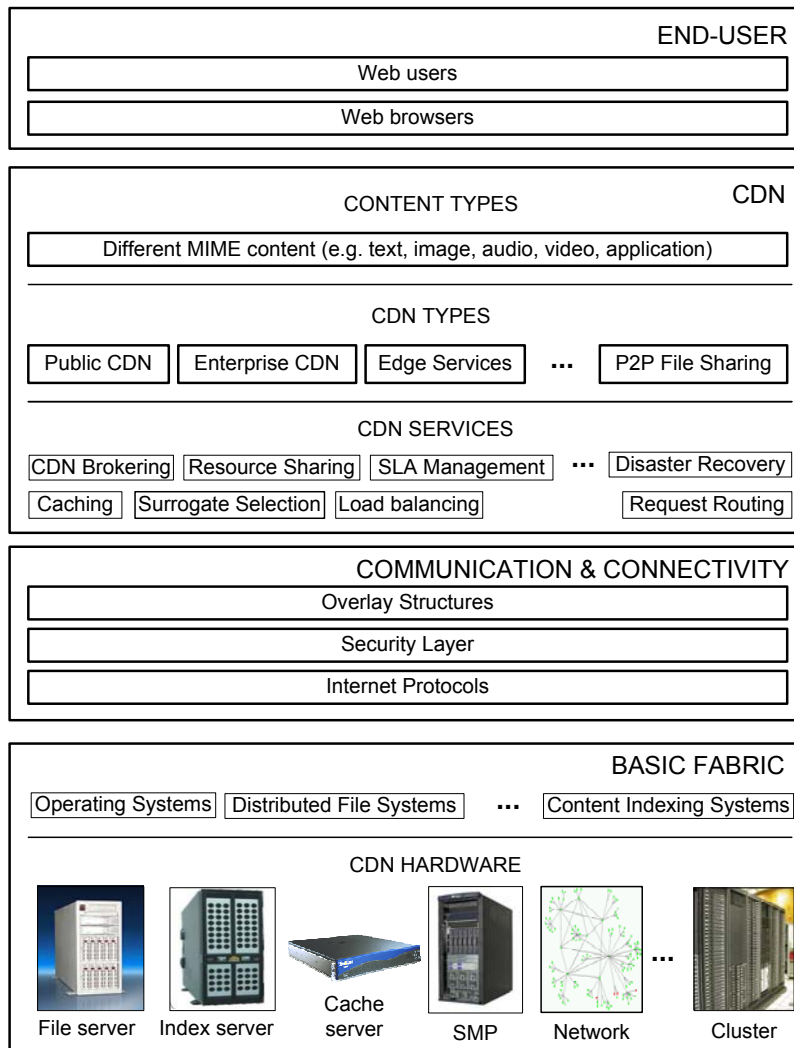 END-USER
Web users
Web browsers
CDN
CONTENT TYPES
Different MIME content (e.g. text, image, audio, video, application)
CDN TYPES
Public CDN Enterprise CDN Edge Services ... P2P File Sharing
CDN SERVICES
CDN Brokering Resource Sharing SLA Management ... Disaster Recovery
Caching Surrogate Selection Load balancing Request Routing
COMMUNICATION & CONNECTIVITY
Overlay Structures
Security Layer
Internet Protocols
BASIC FABRIC
Operating Systems Distributed File Systems ... Content Indexing Systems
CDN HARDWARE
...
File server Index server Cache server SMP Network Cluster